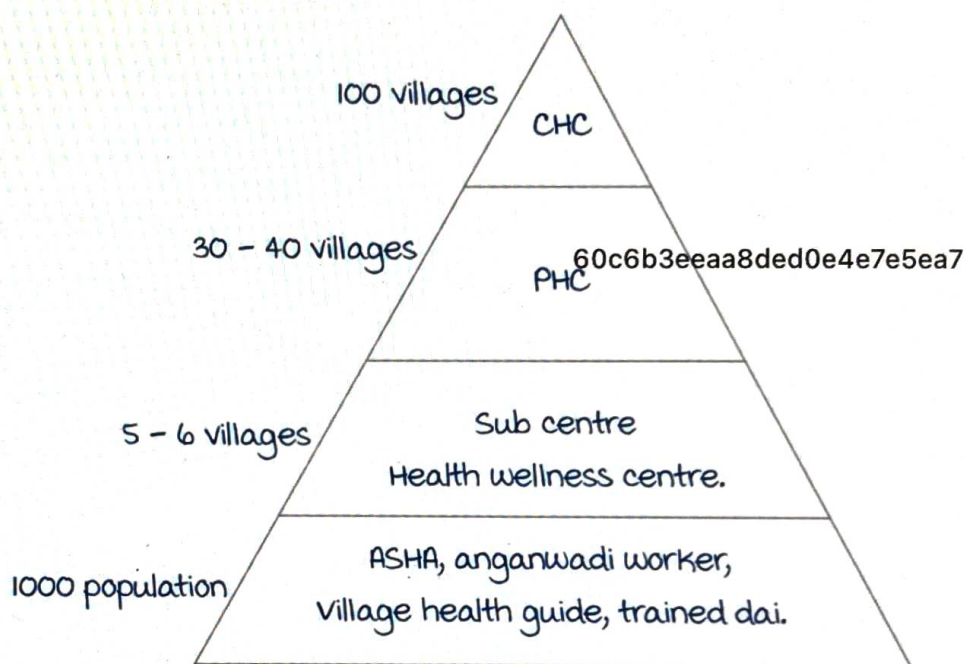 100 villages
CHC
30 - 40 villages
60c6b3eeaa8ded0e4e7e5ea7
PHC
5 - 6 villages
Sub centre
Health wellness centre.
1000 population
ASHA, anganwadi worker,
Village health guide, trained dai.